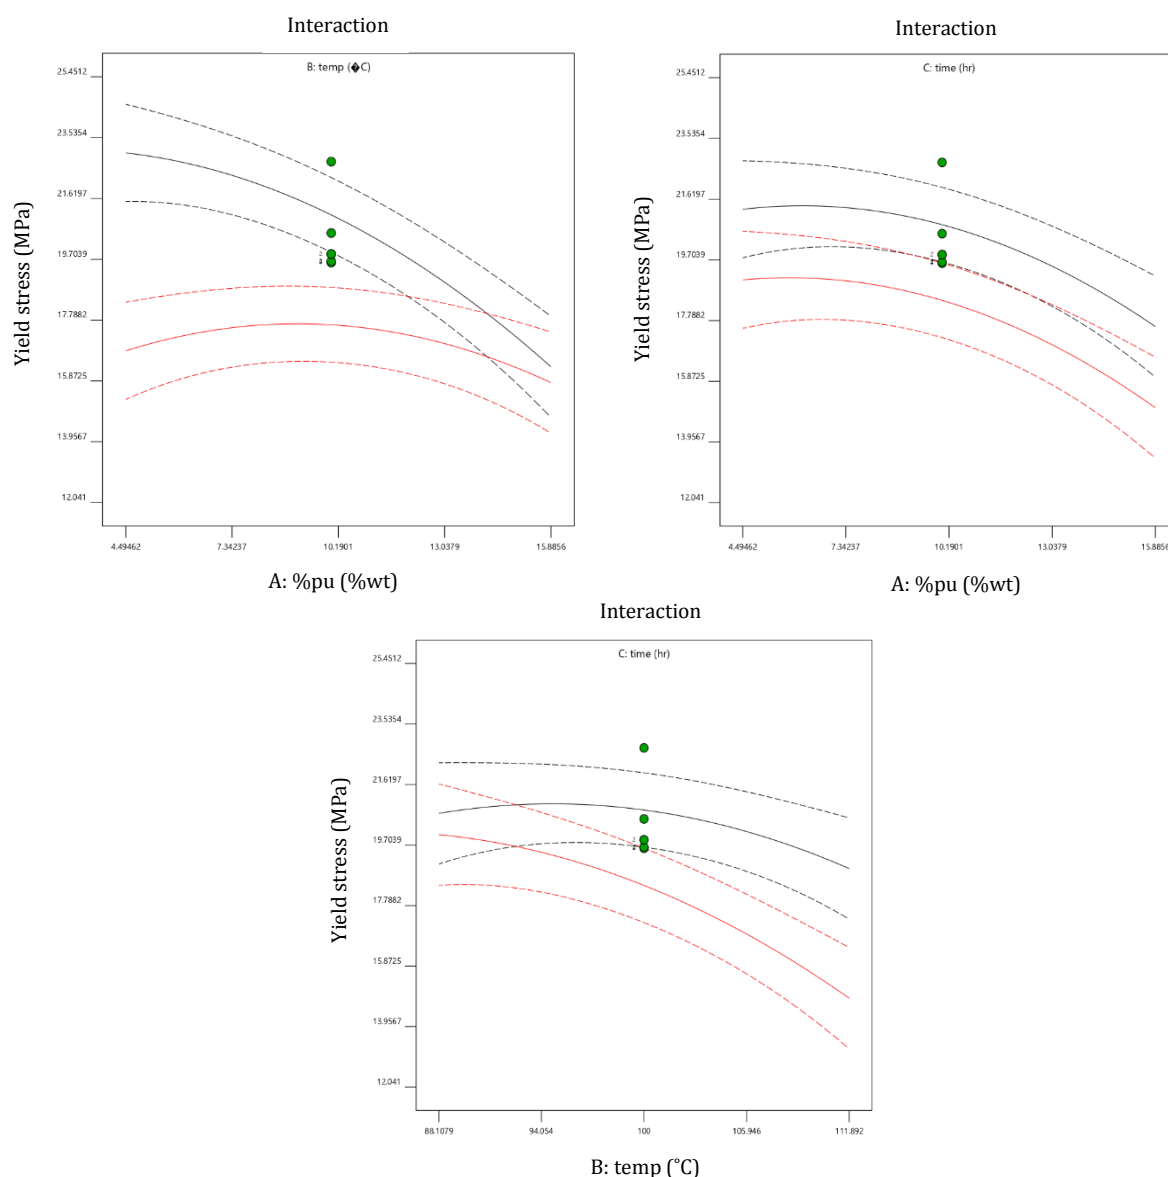 Interaction
B: temp (�C)
25.4512
23.5354
21.6197
19.7039
17.7882
15.8725
13.9567
12.041
Yield stress (MPa)
2
4.49462 7.34237 10.1901 13.0379 15.8856
A: %pu (%wt)
Interaction
C: time (hr)
25.4512
23.5354
21.6197
19.7039
17.7882
15.8725
13.9567
12.041
Yield stress (MPa)
2
4.49462 7.34237 10.1901 13.0379 15.8856
A: %pu (%wt)
Interaction
C: time (hr)
25.4512
23.5354
21.6197
19.7039
17.7882
15.8725
13.9567
12.041
Yield stress (MPa)
2
88.1079 94.054 100 105.946 111.892
B: temp (˚C)